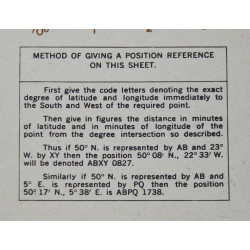 METHOD OF GIVING A POSITION REFERENCE
ON THIS SHEET.
First give the code letters denoting the exact
degree of latitude and longitude immediately to
the South and West of the required point.
Then give in figures the distance in minutes
of latitude and in minutes of longitude of the
point from the degree intersection so described.
Thus if 50° N. is represented by AB and 23°
W. by XY then the position 50° 08′ N., 22° 33′ W.
will be denoted ABXY 0827.
Similarly if 50° N. is represented by AB and
5° E. is represented by PQ then the position
50° 17′ N., 5° 38′ E. is ABPQ 1738.